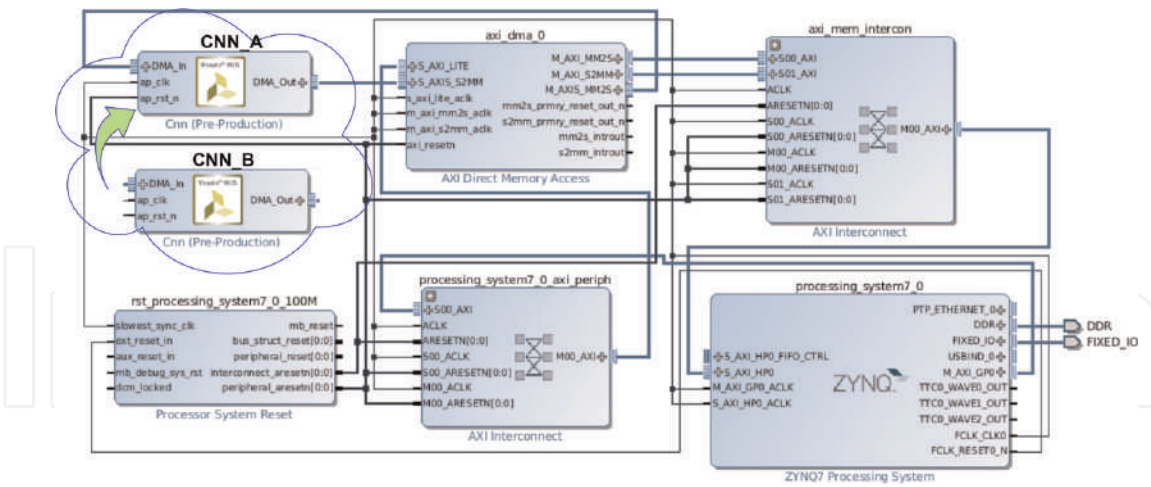 CNN_A
DMA_In
ap_clk
ap_rst_n
DMA_Out
Cnn (Pre-Production)
CNN_B
DMA_In
ap_clk
ap_rst_n
DMA_Out
Cnn (Pre-Production)
axi_dma_0
S_AXI_LITE
S_AXIS_S2MM
s_axi_lite_aclk
m_axi_mm2s_aclk
m_axi_s2mm_aclk
axi_resetn
M_AXI_MM2S
M_AXI_S2MM
M_AXIS_MM2S
mm2s_prmry_reset_out_n
s2mm_prmry_reset_out_n
mm2s_introut
s2mm_introut
AXI Direct Memory Access
axi_mem_intercon
S00_AXI
S01_AXI
ACLK
ARESETN[0:0]
S00_ACLK
S00_ARESETN[0:0]
M00_ACLK
M00_ARESETN[0:0]
S01_ACLK
S01_ARESETN[0:0]
M00_AXI
AXI Interconnect
rst_processing_system7_0_100M
slowest_sync_clk
ext_reset_in
aux_reset_in
mb_debug_sys_rst
dcm_locked
mb_reset
bus_struct_reset[0:0]
peripheral_reset[0:0]
interconnect_aresetn[0:0]
peripheral_aresetn[0:0]
Processor System Reset
processing_system7_0_axi_periph
S00_AXI
ACLK
ARESETN[0:0]
S00_ACLK
S00_ARESETN[0:0]
M00_ACLK
M00_ARESETN[0:0]
M00_AXI
AXI Interconnect
processing_system7_0
S_AXI_HP0_FIFO_CTRL
S_AXI_HP0
M_AXI_GP0_ACLK
S_AXI_HP0_ACLK
ZYNQ
PTP_ETHERNET_0
DDR
FIXED_IO
USBIND_0
M_AXI_GP0
TTC0_WAVE0_OUT
TTC0_WAVE1_OUT
TTC0_WAVE2_OUT
FCLK_CLK0
FCLK_RESET0_N
ZYNQ7 Processing System
DDR
FIXED_IO